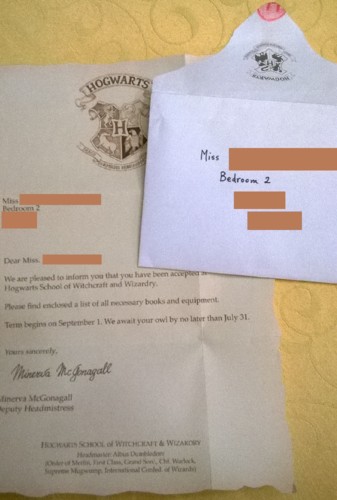 HOGWARTS
Miss
Bedroom 2
Miss
Bedroom 2
Dear Miss.
We are pleased to inform you that you have been accepted at
Hogwarts School of Witchcraft and Wizardry.
Please find enclosed a list of all necessary books and equipment.
Term begins on September 1. We await your owl by no later than July 31.
Yours sincerely,
Minerva McGonagall
Minerva McGonagall
Deputy Headmistress
HOGWARTS SCHOOL OF WITCHCRAFT & WIZARDRY
Headmaster: Albus Dumbledore
(Order of Merlin, First Class, Grand Sorc., Chf. Warlock,
Supreme Mugwump, International Confed. of Wizards)